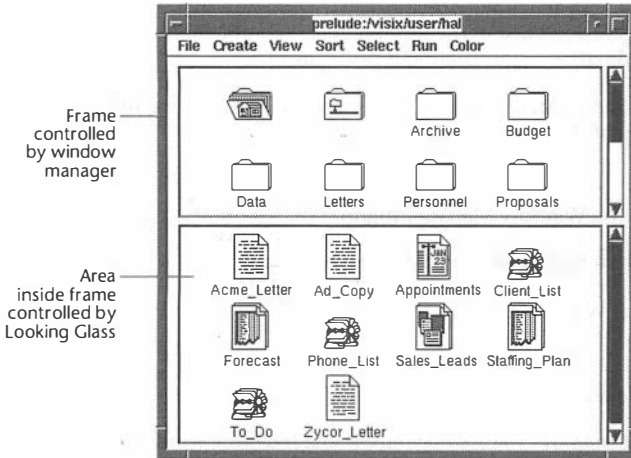 prelude:/visix/user/hal
File Create View Sort Select Run Color
. .. Archive Budget
Data Letters Personnel Proposals
Acme_Letter Ad_Copy Appointments Client_List
JAN
23
Forecast Phone_List Sales_Leads Staffing_Plan
To_Do Zycor_Letter
Frame
controlled
by window
manager
Area
inside frame
controlled by
Looking Glass